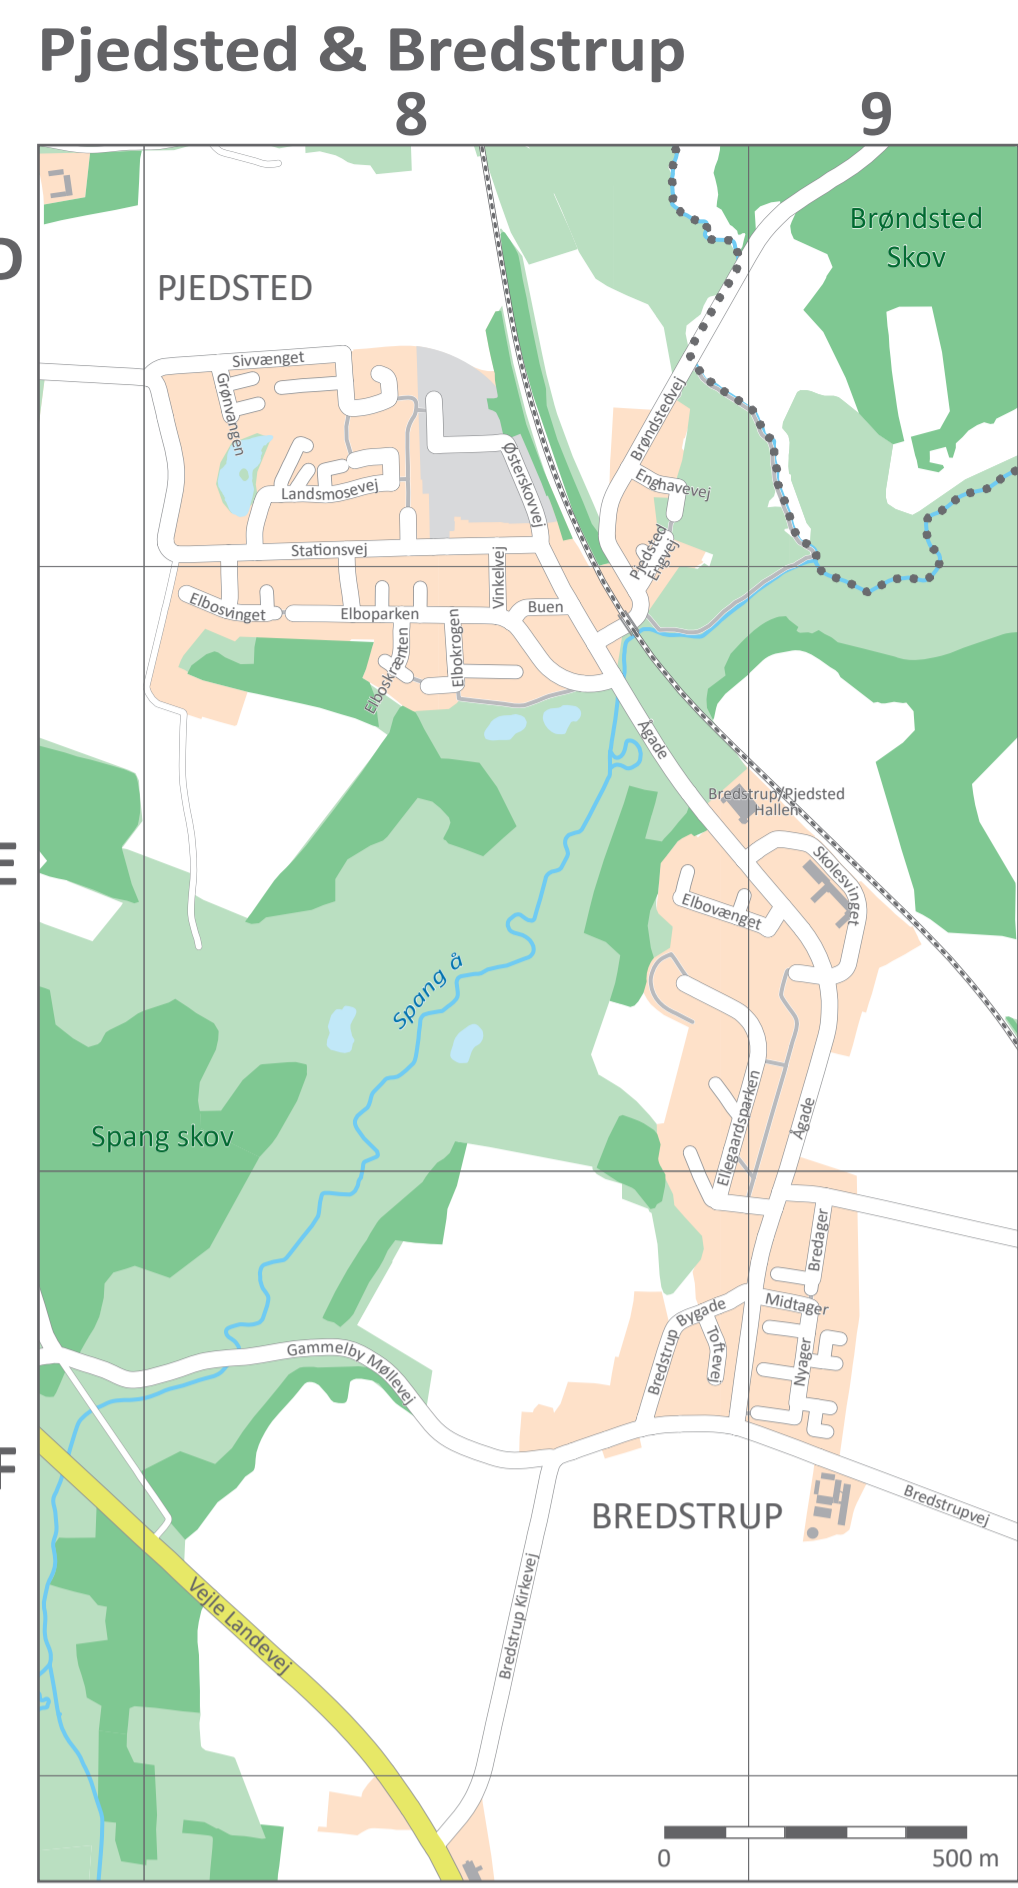 Pjedsted & Bredstrup
8
9
D
Brøndsted
Skov
PJEDSTED
Sivvænget
Grønvangen
Brøndstedvej
Østerskovvej
Enghavevej
Landsmosevej
Pjedsted
Engvej
Stationsvej
Vinkelvej
Elbosvinget
Elboparken
Buen
Elboskrænten
Elbokrogen
Ågade
Bredstrup/Pjedsted
Hallen
E
Skolesvinget
Elbovænget
Spang å
Ellegaardsparken
Ågade
Spang skov
Bredager
Midtager
Bredstrup Bygade
Toftevej
Nyager
Gammelby Møllevej
F
Bredstrupvej
BREDSTRUP
Vejle Landevej
Bredstrup Kirkevej
0
500 m